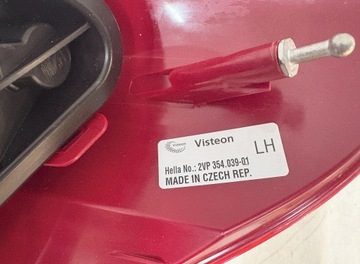 Visteon
LH
Hella No.: 2VP 354.039-01
MADE IN CZECH REP.